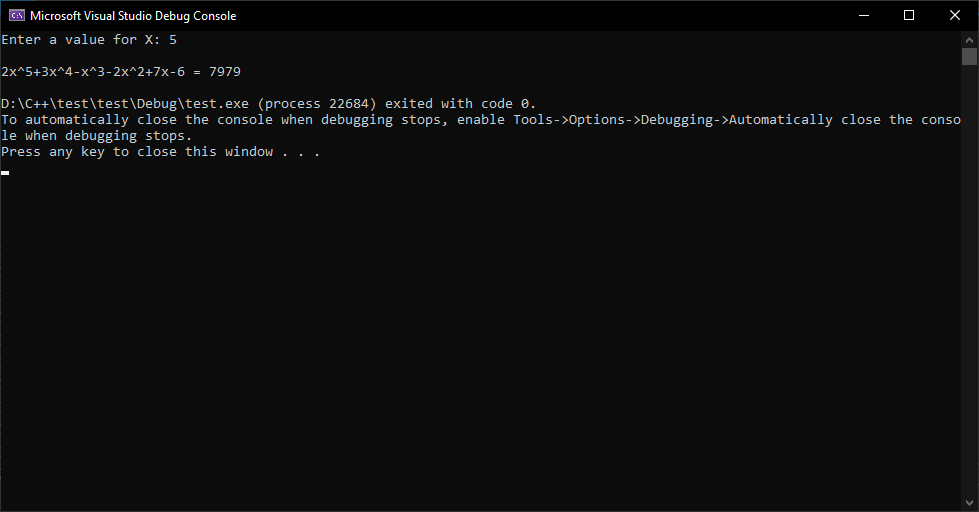 Microsoft Visual Studio Debug Console
Enter a value for X: 5
2x^5+3x^4-x^3-2x^2+7x-6 = 7979
D:\C++\test\test\Debug\test.exe (process 22684) exited with code 0.
To automatically close the console when debugging stops, enable Tools->Options->Debugging->Automatically close the conso
le when debugging stops.
Press any key to close this window . . .